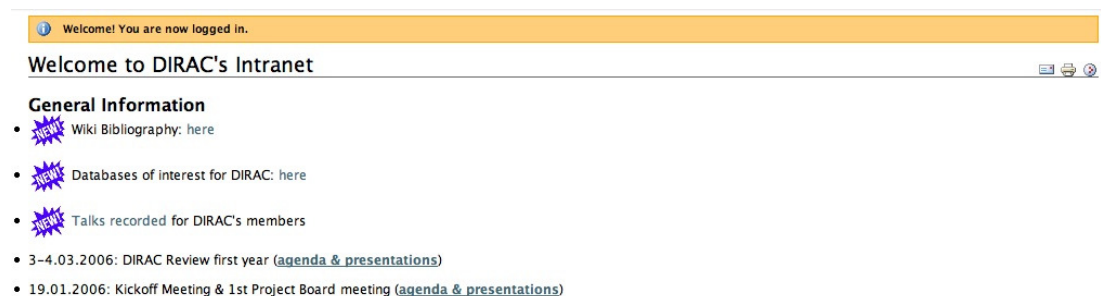 Welcome! You are now logged in.
Welcome to DIRAC's Intranet
General Information
NEW! Wiki Bibliography: here
NEW! Databases of interest for DIRAC: here
NEW! Talks recorded for DIRAC's members
3-4.03.2006: DIRAC Review first year (agenda & presentations)
19.01.2006: Kickoff Meeting & 1st Project Board meeting (agenda & presentations)